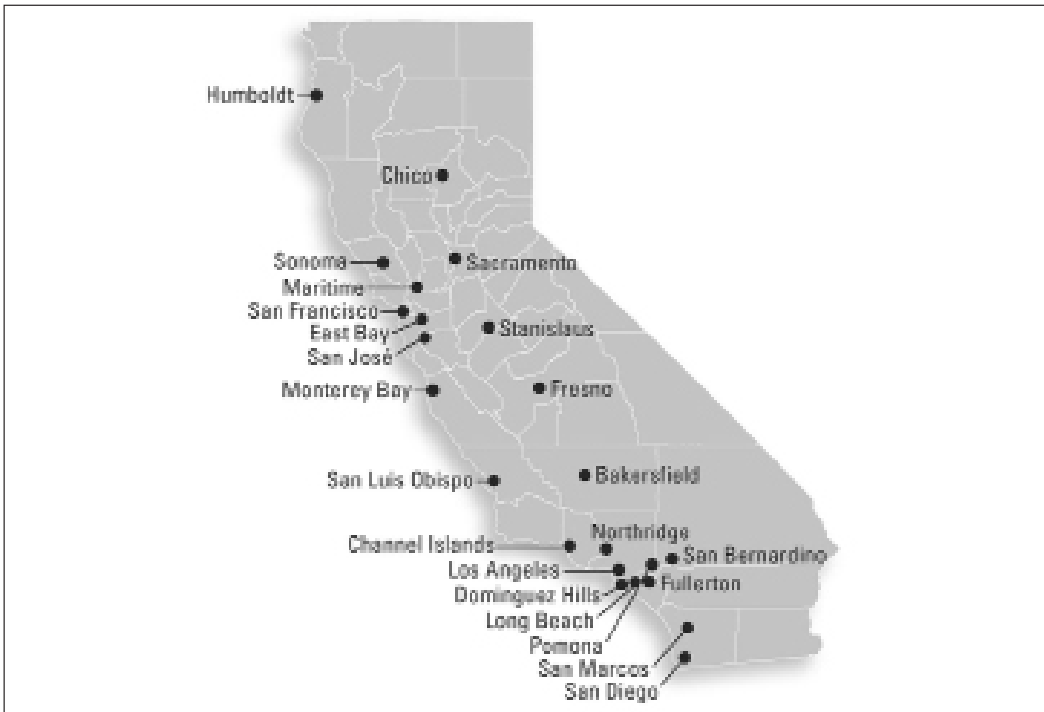 Humboldt
Chico
Sonoma
Sacramento
Maritime
San Francisco
East Bay
Stanislaus
San José
Monterey Bay
Fresno
San Luis Obispo
Bakersfield
Northridge
Channel Islands
San Bernardino
Los Angeles
Fullerton
Dominguez Hills
Long Beach
Pomona
San Marcos
San Diego